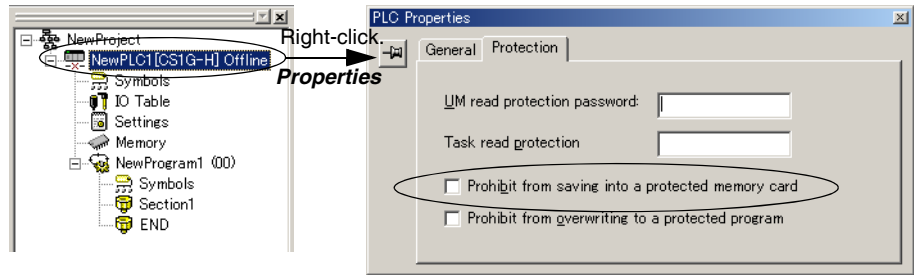 NewProject
NewPLC1[CS1G-H] Offline
Symbols
IO Table
Settings
Memory
NewProgram1 (00)
Symbols
Section1
END
Right-click.
Properties
PLC Properties
General Protection
UM read protection password:
Task read protection
Prohibit from saving into a protected memory card
Prohibit from overwriting to a protected program